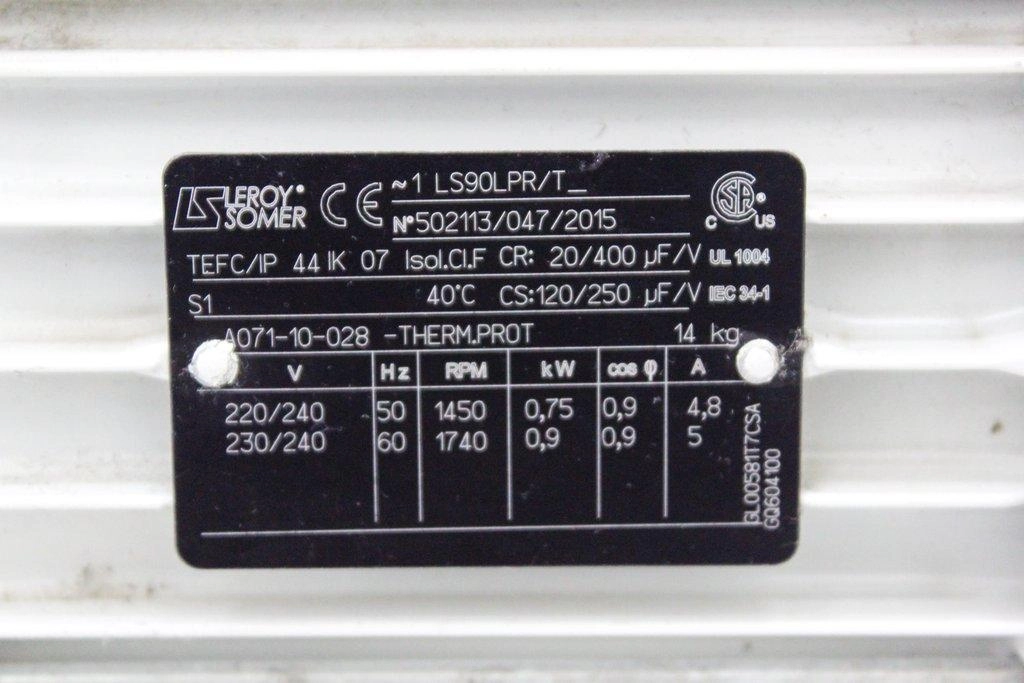 LS LEROY® SOMER CE ~1 LS90LPR/T_
N°502113/047/2015
CSA® C US
TEFC/IP 44 IK 07 Isol.Cl.F CR: 20/400 µF/V UL 1004
S1 40°C CS:120/250 µF/V IEC 34-1
A071-10-028 -THERM.PROT 14 kg
V Hz RPM kW cos φ A
220/240 50 1450 0,75 0,9 4,8
230/240 60 1740 0,9 0,9 5
GL00581T7CSA
GQ604100